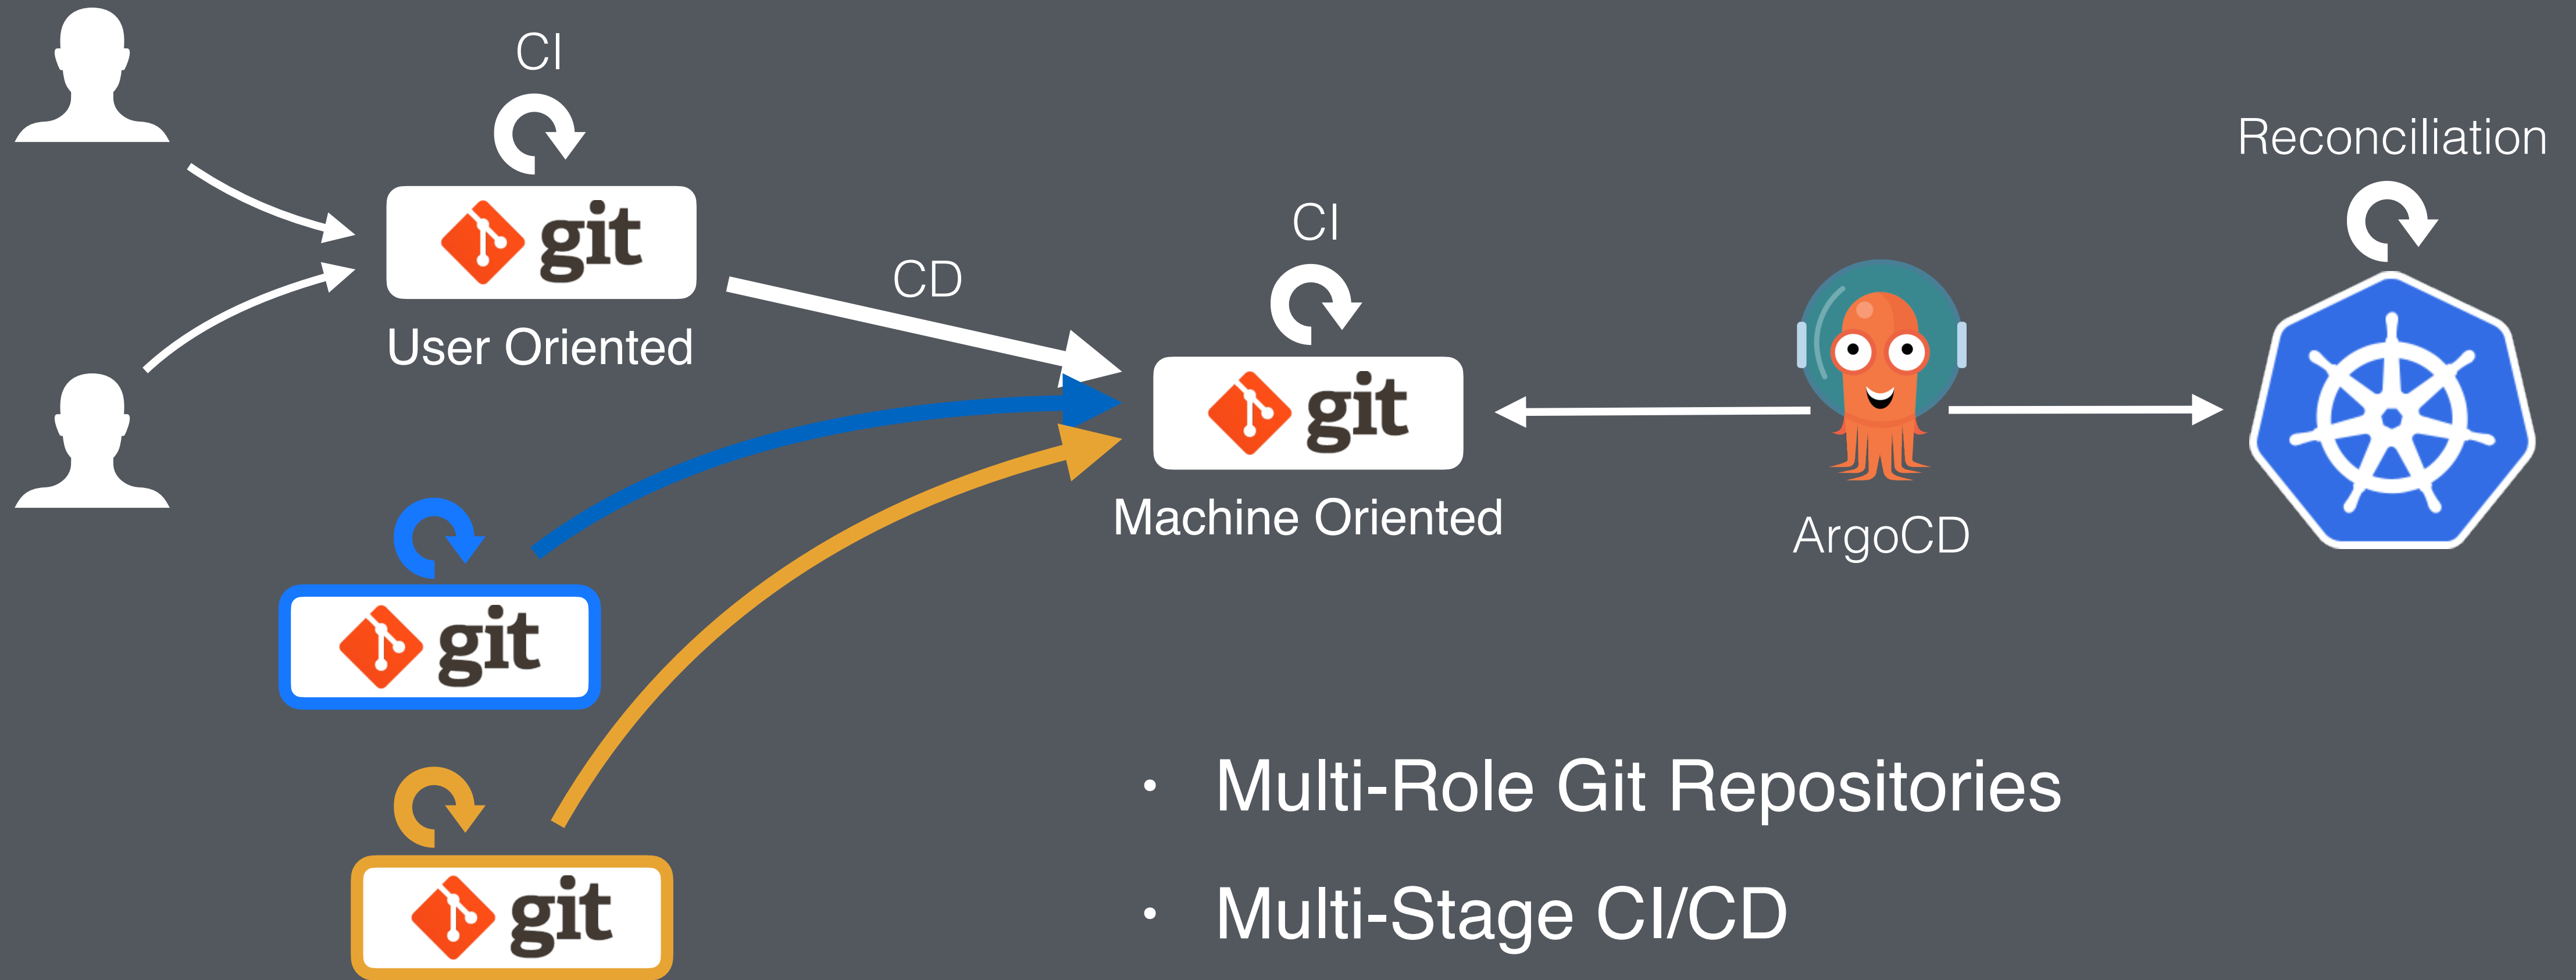 CI
git
User Oriented
CD
CI
git
Machine Oriented
ArgoCD
Reconciliation
git
git
• Multi-Role Git Repositories
• Multi-Stage CI/CD